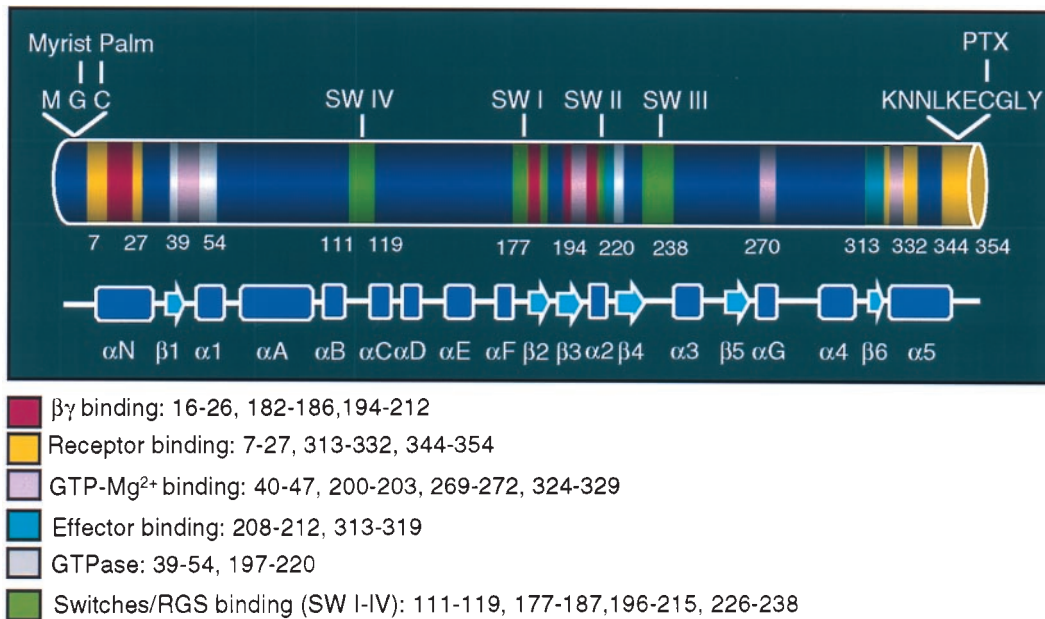 Myrist Palm
PTX
M G C
SW IV
SW I
SW II
SW III
KNNLKECGLY
7 27 39 54 111 119 177 194 220 238 270 313 332 344 354
αN β1 α1 αA αB αC αD αE αF β2 β3 α2 β4 α3 β5 αG α4 β6 α5
βγ binding: 16-26, 182-186,194-212
Receptor binding: 7-27, 313-332, 344-354
GTP-Mg²⁺ binding: 40-47, 200-203, 269-272, 324-329
Effector binding: 208-212, 313-319
GTPase: 39-54, 197-220
Switches/RGS binding (SW I-IV): 111-119, 177-187,196-215, 226-238